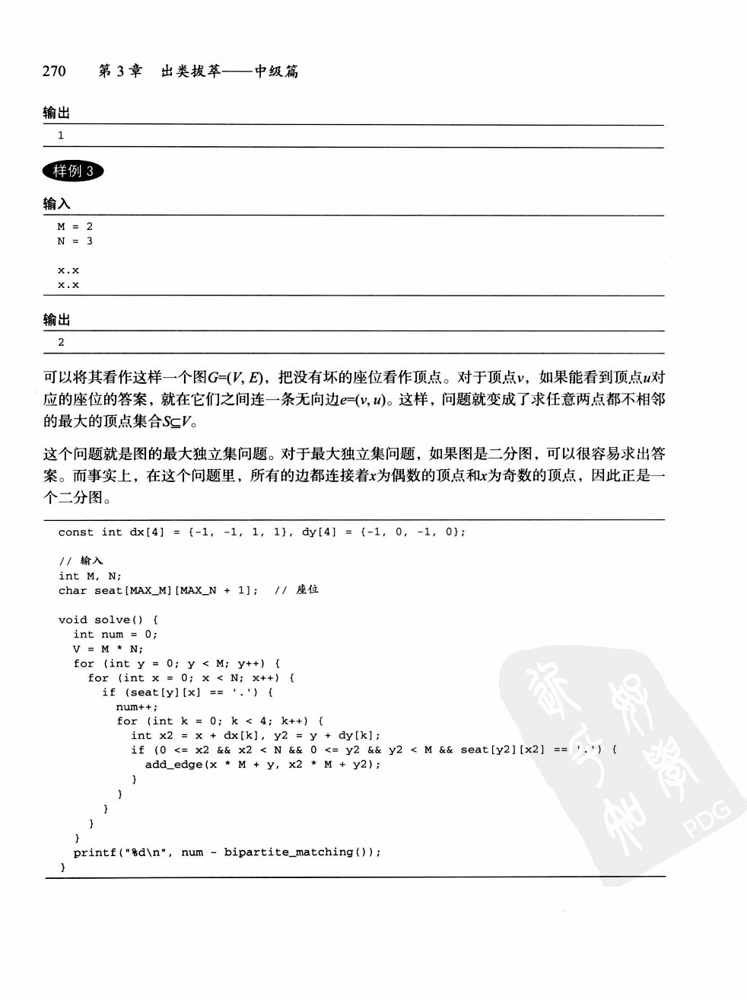 270 第 3 章 出类拔萃——中级篇
输出
1
样例 3
输入
M = 2
N = 3
x.x
x.x
输出
2
可以将其看作这样一个图G=(V, E)，把没有坏的座位看作顶点。对于顶点v，如果能看到顶点u对
应的座位的答案，就在它们之间连一条无向边e=(v, u)。这样，问题就变成了求任意两点都不相邻
的最大的顶点集合S⊆V。
这个问题就是图的最大独立集问题。对于最大独立集问题，如果图是二分图，可以很容易求出答
案。而事实上，在这个问题里，所有的边都连接着x为偶数的顶点和x为奇数的顶点，因此正是一
个二分图。
const int dx[4] = {-1, -1, 1, 1}, dy[4] = {-1, 0, -1, 0};
// 输入
int M, N;
char seat[MAX_M][MAX_N + 1]; // 座位
void solve() {
int num = 0;
V = M * N;
for (int y = 0; y < M; y++) {
for (int x = 0; x < N; x++) {
if (seat[y][x] == '.') {
num++;
for (int k = 0; k < 4; k++) {
int x2 = x + dx[k], y2 = y + dy[k];
if (0 <= x2 && x2 < N && 0 <= y2 && y2 < M && seat[y2][x2] == '.') {
add_edge(x * M + y, x2 * M + y2);
}
}
}
}
}
printf("%d\n", num - bipartite_matching());
}
PDG